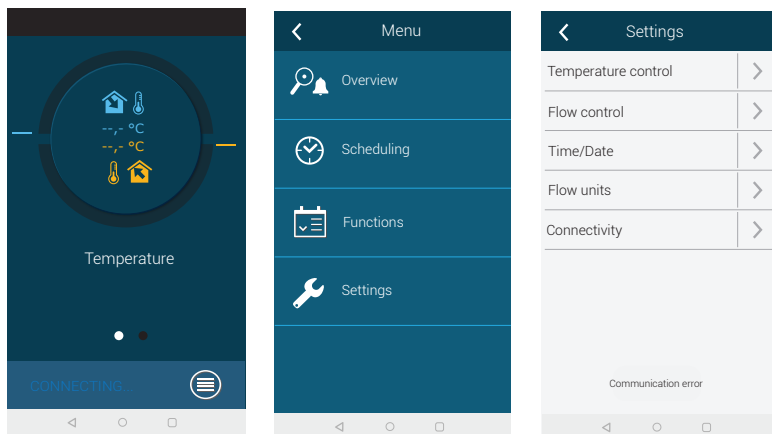 --,- °C
--,- °C
Temperature
CONNECTING...
Menu
Overview
Scheduling
Functions
Settings
Settings
Temperature control
Flow control
Time/Date
Flow units
Connectivity
Communication error